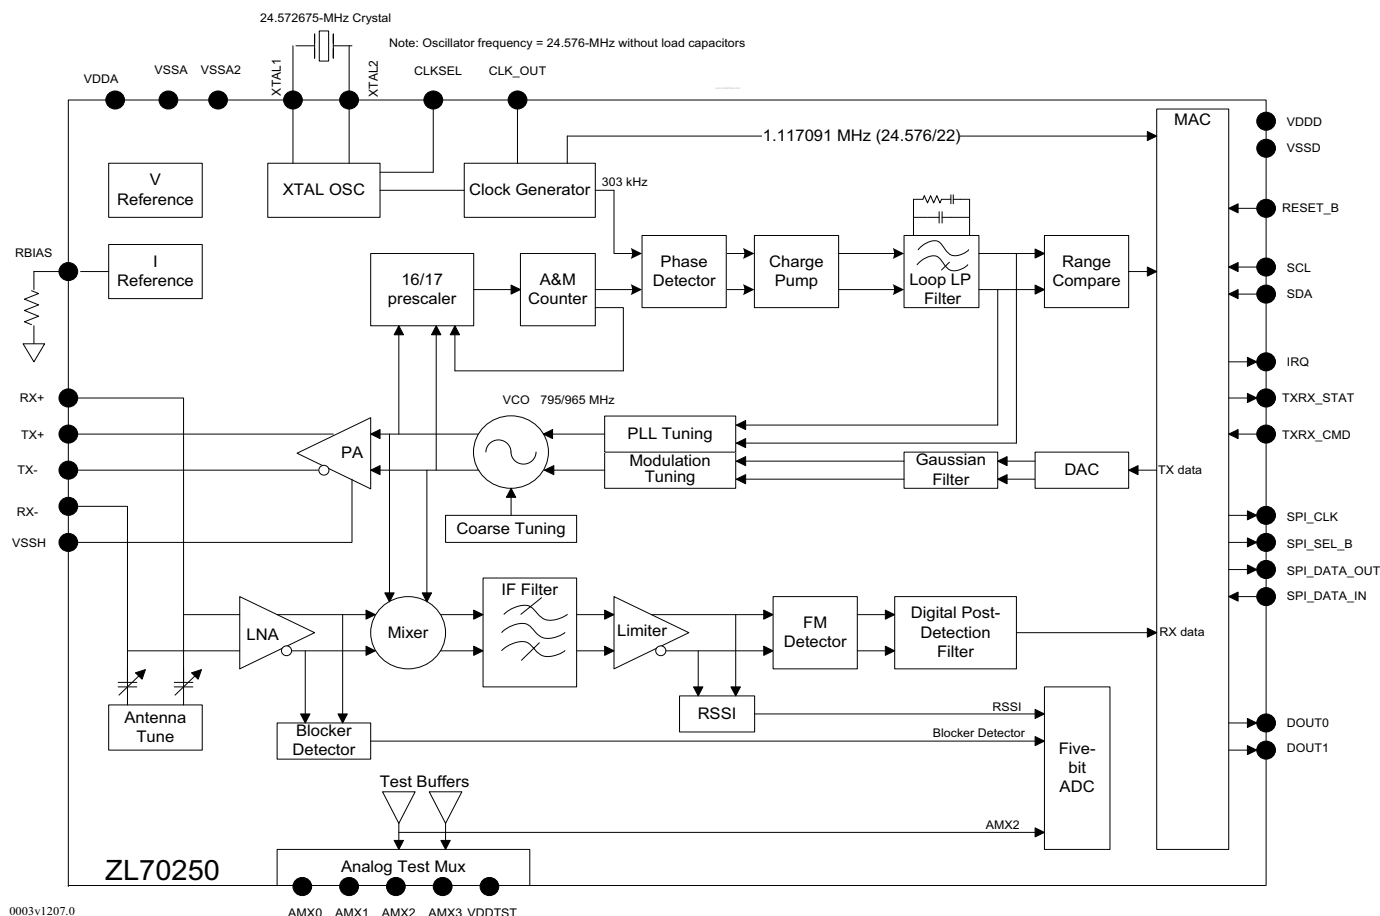 24.572675-MHz Crystal
Note: Oscillator frequency = 24.576-MHz without load capacitors
VDDA
VSSA
VSSA2
XTAL1
XTAL2
CLKSEL
CLK_OUT
MAC
VDDD
VSSD
1.117091 MHz (24.576/22)
V
Reference
XTAL OSC
Clock Generator
303 kHz
RESET_B
RBIAS
I
Reference
16/17
prescaler
A&M
Counter
Phase
Detector
Charge
Pump
Loop LP
Filter
Range
Compare
SCL
SDA
IRQ
RX+
TX+
TX-
RX-
VSSH
PA
VCO 795/965 MHz
PLL Tuning
Modulation
Tuning
Gaussian
Filter
DAC
TX data
TXRX_STAT
TXRX_CMD
Coarse Tuning
SPI_CLK
SPI_SEL_B
SPI_DATA_OUT
SPI_DATA_IN
LNA
Mixer
IF Filter
Limiter
FM
Detector
Digital Post-
Detection
Filter
RX data
Antenna
Tune
Blocker
Detector
RSSI
RSSI
Blocker Detector
Five-
bit
ADC
DOUT0
DOUT1
Test Buffers
AMX2
ZL70250
Analog Test Mux
AMX0
AMX1
AMX2
AMX3
VDDTST
0003v1207.0